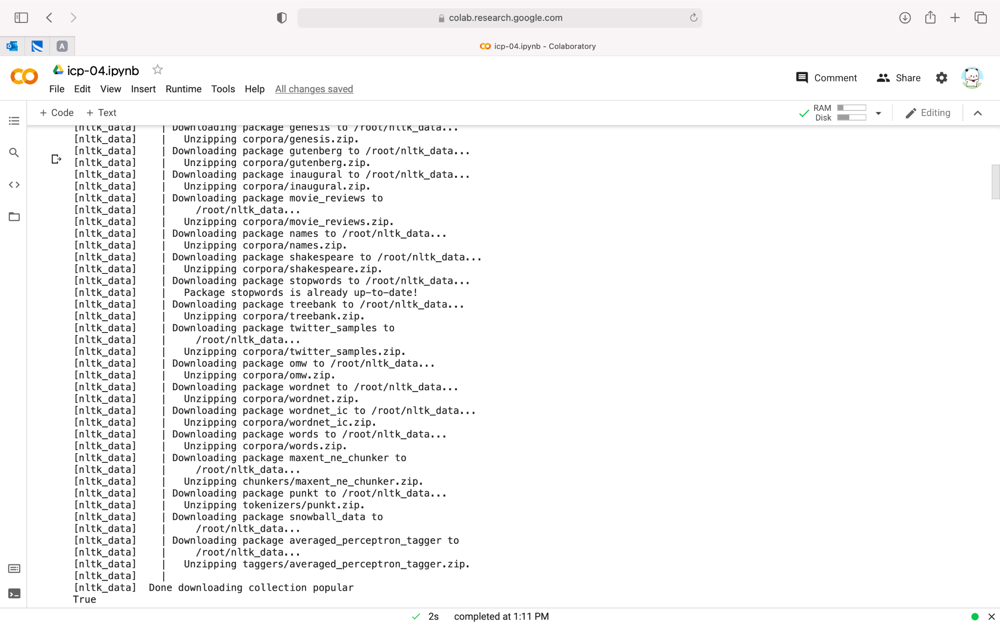 colab.research.google.com
A
icp-04.ipynb - Colaboratory
icp-04.ipynb
Comment
Share
File Edit View Insert Runtime Tools Help All changes saved
+ Code + Text
RAM
Disk
Editing
[nltk_data]    | Downloading package genesis to /root/nltk_data...
[nltk_data]    |   Unzipping corpora/genesis.zip.
[nltk_data]    | Downloading package gutenberg to /root/nltk_data...
[nltk_data]    |   Unzipping corpora/gutenberg.zip.
[nltk_data]    | Downloading package inaugural to /root/nltk_data...
[nltk_data]    |   Unzipping corpora/inaugural.zip.
[nltk_data]    | Downloading package movie_reviews to
[nltk_data]    |     /root/nltk_data...
[nltk_data]    |   Unzipping corpora/movie_reviews.zip.
[nltk_data]    | Downloading package names to /root/nltk_data...
[nltk_data]    |   Unzipping corpora/names.zip.
[nltk_data]    | Downloading package shakespeare to /root/nltk_data...
[nltk_data]    |   Unzipping corpora/shakespeare.zip.
[nltk_data]    | Downloading package stopwords to /root/nltk_data...
[nltk_data]    |   Package stopwords is already up-to-date!
[nltk_data]    | Downloading package treebank to /root/nltk_data...
[nltk_data]    |   Unzipping corpora/treebank.zip.
[nltk_data]    | Downloading package twitter_samples to
[nltk_data]    |     /root/nltk_data...
[nltk_data]    |   Unzipping corpora/twitter_samples.zip.
[nltk_data]    | Downloading package omw to /root/nltk_data...
[nltk_data]    |   Unzipping corpora/omw.zip.
[nltk_data]    | Downloading package wordnet to /root/nltk_data...
[nltk_data]    |   Unzipping corpora/wordnet.zip.
[nltk_data]    | Downloading package wordnet_ic to /root/nltk_data...
[nltk_data]    |   Unzipping corpora/wordnet_ic.zip.
[nltk_data]    | Downloading package words to /root/nltk_data...
[nltk_data]    |   Unzipping corpora/words.zip.
[nltk_data]    | Downloading package maxent_ne_chunker to
[nltk_data]    |     /root/nltk_data...
[nltk_data]    |   Unzipping chunkers/maxent_ne_chunker.zip.
[nltk_data]    | Downloading package punkt to /root/nltk_data...
[nltk_data]    |   Unzipping tokenizers/punkt.zip.
[nltk_data]    | Downloading package snowball_data to
[nltk_data]    |     /root/nltk_data...
[nltk_data]    | Downloading package averaged_perceptron_tagger to
[nltk_data]    |     /root/nltk_data...
[nltk_data]    |   Unzipping taggers/averaged_perceptron_tagger.zip.
[nltk_data]    |
[nltk_data]  Done downloading collection popular
True
2s completed at 1:11 PM